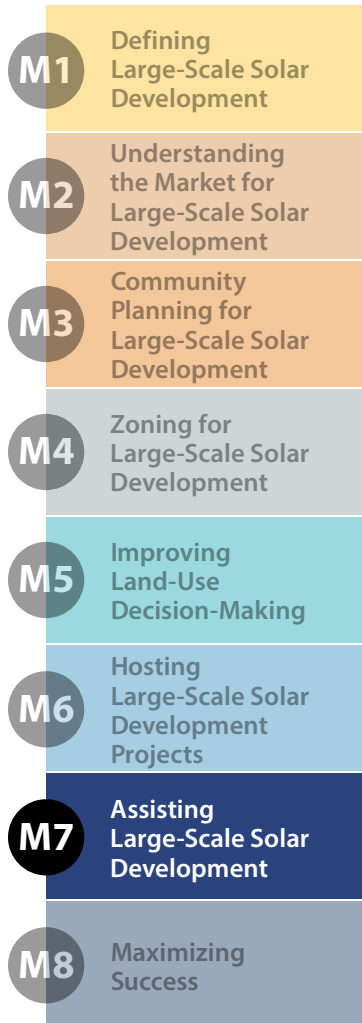 M1
Defining
Large-Scale Solar
Development
M2
Understanding
the Market for
Large-Scale Solar
Development
M3
Community
Planning for
Large-Scale Solar
Development
M4
Zoning for
Large-Scale Solar
Development
M5
Improving
Land-Use
Decision-Making
M6
Hosting
Large-Scale Solar
Development
Projects
M7
Assisting
Large-Scale Solar
Development
M8
Maximizing
Success